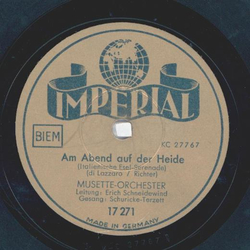 IMPERIAL
BIEM
KC 27767
Am Abend auf der Heide
(Italienische Esel-Serenade)
(di Lazzaro / Richter)
MUSETTE-ORCHESTER
Leitung: Erich Schneidewind
Gesang: Schuricke-Terzett
17 271
MADE IN GERMANY